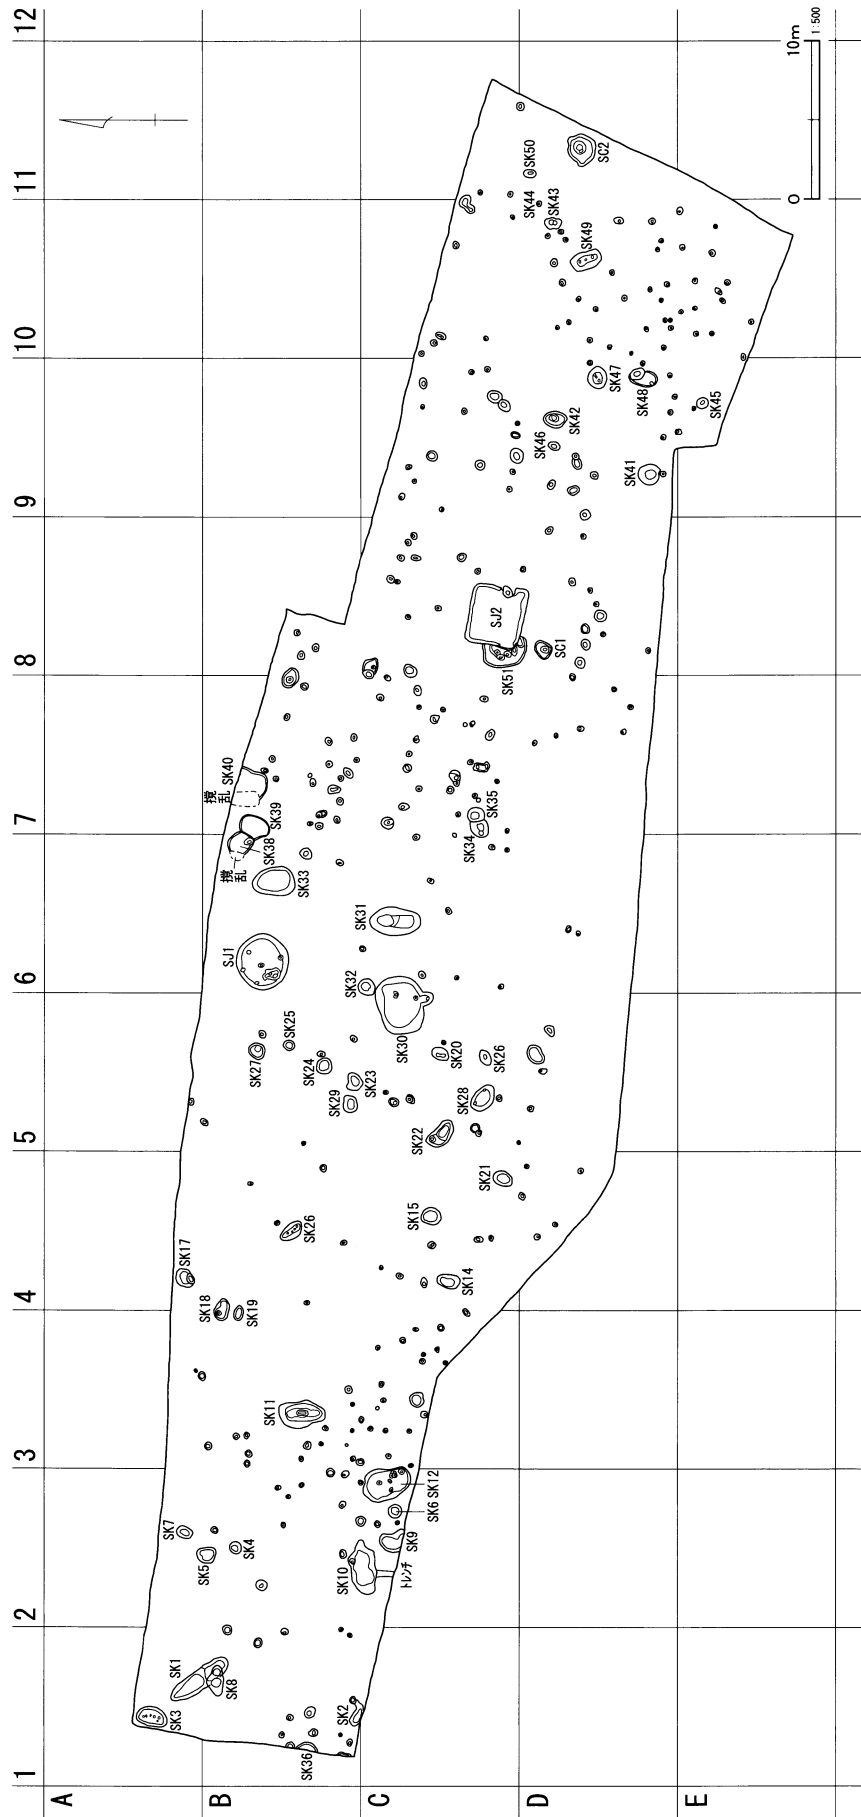 12
11
10
9
8
7
6
5
4
3
2
1
A
B
C
D
E
10m
0
1:500
SK50
SC2
SK44
SK43
SK49
SK47
SK48
SK45
SK42
SK46
SK41
SJ2
SK51
SC1
SK40
撹乱
SK39
SK38
撹乱
SK33
SK35
SK34
SK31
SJ1
SK32
SK30
SK25
SK27
SK24
SK23
SK29
SK20
SK26
SK28
SK22
SK21
SK15
SK26
SK17
SK18
SK19
SK14
SK11
SK6 SK12
SK7
SK5
SK4
SK9
SK10
トレンチ
SK1
SK8
SK3
SK2
SK36